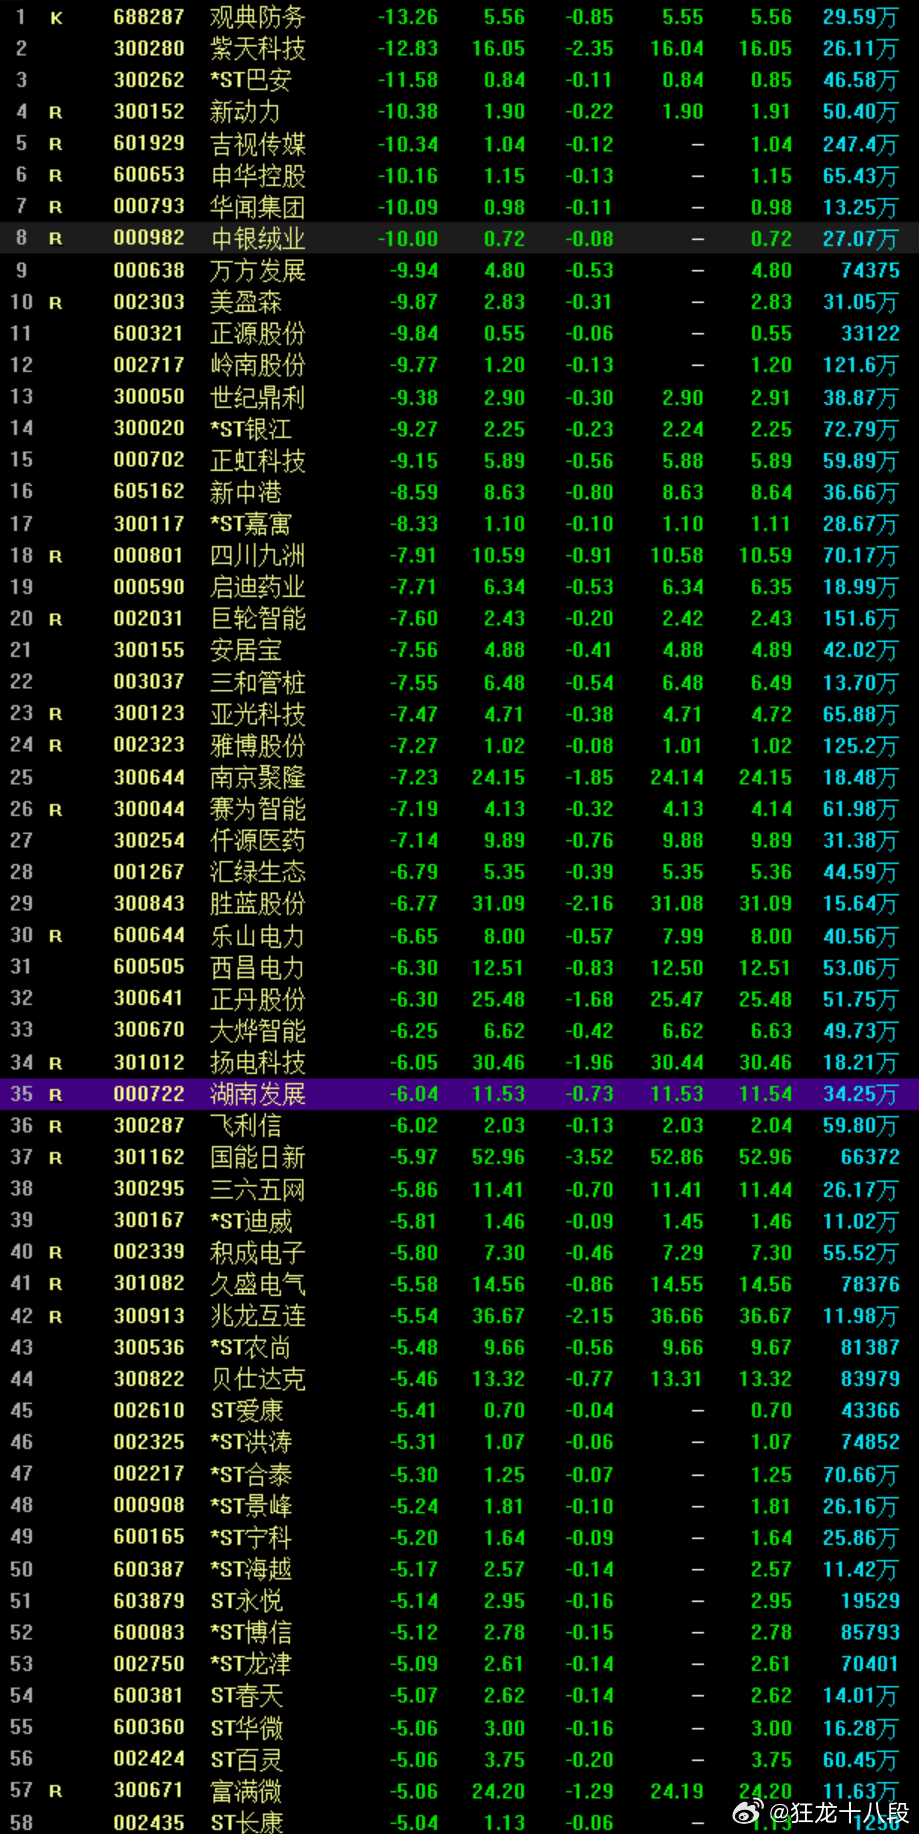 1 K 688287 观典防务 -13.26 5.56 -0.85 5.55 5.56 29.59万
2 300280 紫天科技 -12.83 16.05 -2.35 16.04 16.05 26.11万
3 300262 *ST巴安 -11.58 0.84 -0.11 0.84 0.85 46.58万
4 R 300152 新动力 -10.38 1.90 -0.22 1.90 1.91 50.40万
5 R 601929 吉视传媒 -10.34 1.04 -0.12 — 1.04 247.4万
6 R 600653 申华控股 -10.16 1.15 -0.13 — 1.15 65.43万
7 R 000793 华闻集团 -10.09 0.98 -0.11 — 0.98 13.25万
8 R 000982 中银绒业 -10.00 0.72 -0.08 — 0.72 27.07万
9 000638 万方发展 -9.94 4.80 -0.53 — 4.80 74375
10 R 002303 美盈森 -9.87 2.83 -0.31 — 2.83 31.05万
11 600321 正源股份 -9.84 0.55 -0.06 — 0.55 33122
12 002717 岭南股份 -9.77 1.20 -0.13 — 1.20 121.6万
13 300050 世纪鼎利 -9.38 2.90 -0.30 2.90 2.91 38.87万
14 300020 *ST银江 -9.27 2.25 -0.23 2.24 2.25 72.79万
15 000702 正虹科技 -9.15 5.89 -0.56 5.88 5.89 59.89万
16 605162 新中港 -8.59 8.63 -0.80 8.63 8.64 36.66万
17 300117 *ST嘉寓 -8.33 1.10 -0.10 1.10 1.11 28.67万
18 R 000801 四川九洲 -7.91 10.59 -0.91 10.58 10.59 70.17万
19 000590 启迪药业 -7.71 6.34 -0.53 6.34 6.35 18.99万
20 R 002031 巨轮智能 -7.60 2.43 -0.20 2.42 2.43 151.6万
21 300155 安居宝 -7.56 4.88 -0.41 4.88 4.89 42.02万
22 003037 三和管桩 -7.55 6.48 -0.54 6.48 6.49 13.70万
23 R 300123 亚光科技 -7.47 4.71 -0.38 4.71 4.72 65.88万
24 R 002323 雅博股份 -7.27 1.02 -0.08 1.01 1.02 125.2万
25 300644 南京聚隆 -7.23 24.15 -1.85 24.14 24.15 18.48万
26 R 300044 赛为智能 -7.19 4.13 -0.32 4.13 4.14 61.98万
27 300254 仟源医药 -7.14 9.89 -0.76 9.88 9.89 31.38万
28 001267 汇绿生态 -6.79 5.35 -0.39 5.35 5.36 44.59万
29 300843 胜蓝股份 -6.77 31.09 -2.16 31.08 31.09 15.64万
30 R 600644 乐山电力 -6.65 8.00 -0.57 7.99 8.00 40.56万
31 600505 西昌电力 -6.30 12.51 -0.83 12.50 12.51 53.06万
32 300641 正丹股份 -6.30 25.48 -1.68 25.47 25.48 51.75万
33 300670 大烨智能 -6.25 6.62 -0.42 6.62 6.63 49.73万
34 R 301012 扬电科技 -6.05 30.46 -1.96 30.44 30.46 18.21万
35 R 000722 湖南发展 -6.04 11.53 -0.73 11.53 11.54 34.25万
36 R 300287 飞利信 -6.02 2.03 -0.13 2.03 2.04 59.80万
37 R 301162 国能日新 -5.97 52.96 -3.52 52.86 52.96 66372
38 300295 三六五网 -5.86 11.41 -0.70 11.41 11.44 26.17万
39 300167 *ST迪威 -5.81 1.46 -0.09 1.45 1.46 11.02万
40 R 002339 积成电子 -5.80 7.30 -0.46 7.29 7.30 55.52万
41 R 301082 久盛电气 -5.58 14.56 -0.86 14.55 14.56 78376
42 R 300913 兆龙互连 -5.54 36.67 -2.15 36.66 36.67 11.98万
43 300536 *ST农尚 -5.48 9.66 -0.56 9.66 9.67 81387
44 300822 贝仕达克 -5.46 13.32 -0.77 13.31 13.32 83979
45 002610 ST爱康 -5.41 0.70 -0.04 — 0.70 43366
46 002325 *ST洪涛 -5.31 1.07 -0.06 — 1.07 74852
47 002217 *ST合泰 -5.30 1.25 -0.07 — 1.25 70.66万
48 000908 *ST景峰 -5.24 1.81 -0.10 — 1.81 26.16万
49 600165 *ST宁科 -5.20 1.64 -0.09 — 1.64 25.86万
50 600387 *ST海越 -5.17 2.57 -0.14 — 2.57 11.42万
51 603879 ST永悦 -5.14 2.95 -0.16 — 2.95 19529
52 600083 *ST博信 -5.12 2.78 -0.15 — 2.78 85793
53 002750 *ST龙津 -5.09 2.61 -0.14 — 2.61 70401
54 600381 ST春天 -5.07 2.62 -0.14 — 2.62 14.01万
55 600360 ST华微 -5.06 3.00 -0.16 — 3.00 16.28万
56 002424 ST百灵 -5.06 3.75 -0.20 — 3.75 60.45万
57 R 300671 富满微 -5.06 24.20 -1.29 24.19 24.20 11.63万
58 002435 ST长康 -5.04 1.13 -0.06 — 1.13
@狂龙十八段